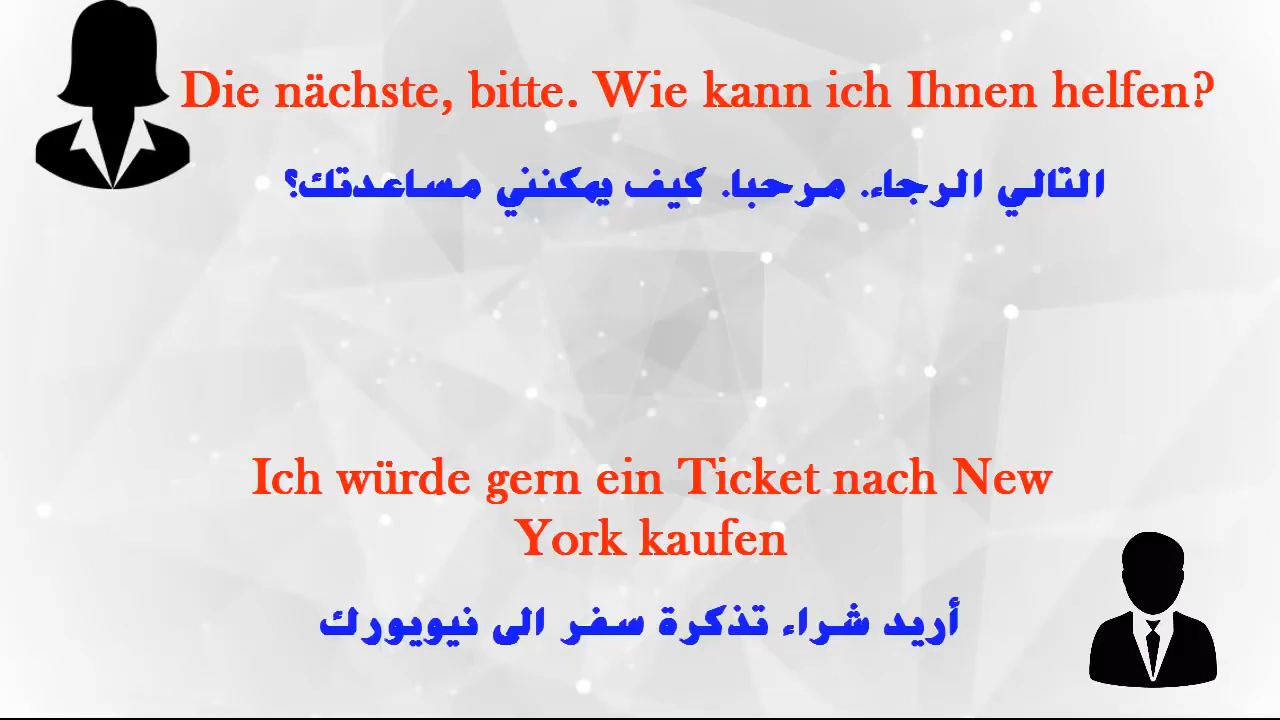 Die nächste, bitte. Wie kann ich Ihnen helfen?
التالي الرجاء. مرحبا. كيف يمكنني مساعدتك؟
Ich würde gern ein Ticket nach New
York kaufen
أريد شراء تذكرة سفر الى نيويورك